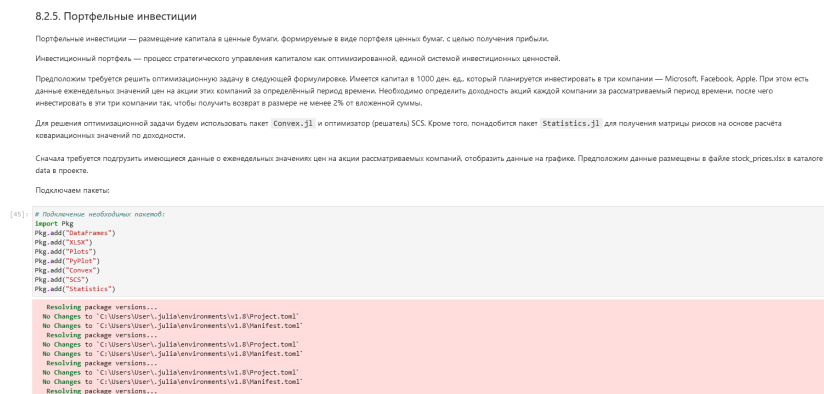 8.2.5. Портфельные инвестиции
Портфельные инвестиции — размещение капитала в ценные бумаги, формируемые в виде портфеля ценных бумаг, с целью получения прибыли.
Инвестиционный портфель — процесс стратегического управления капиталом как оптимизированной, единой системой инвестиционных ценностей.
Предположим требуется решить оптимизационную задачу в следующей формулировке. Имеется капитал в 1000 ден. ед., который планируется инвестировать в три компании — Microsoft, Facebook, Apple. При этом есть
данные еженедельных значений цен на акции этих компаний за определённый период времени. Необходимо определить доходность акций каждой компании за рассматриваемый период времени, после чего
инвестировать в эти три компании так, чтобы получить возврат в размере не менее 2% от вложенной суммы.
Для решения оптимизационной задачи будем использовать пакет Convex.jl и оптимизатор (решатель) SCS. Кроме того, понадобится пакет Statistics.jl для получения матрицы рисков на основе расчёта
ковариационных значений по доходности.
Сначала требуется подгрузить имеющиеся данные о еженедельных значениях цен на акции рассматриваемых компаний, отобразить данные на графике. Предположим данные размещены в файле stock_prices.xlsx в каталоге
data в проекте.
Подключаем пакеты:
[45]: # Подключение необходимых пакетов:
import Pkg
Pkg.add("DataFrames")
Pkg.add("XLSX")
Pkg.add("Plots")
Pkg.add("PyPlot")
Pkg.add("Convex")
Pkg.add("SCS")
Pkg.add("Statistics")
Resolving package versions...
No Changes to `C:\Users\User\.julia\environments\v1.8\Project.toml`
No Changes to `C:\Users\User\.julia\environments\v1.8\Manifest.toml`
Resolving package versions...
No Changes to `C:\Users\User\.julia\environments\v1.8\Project.toml`
No Changes to `C:\Users\User\.julia\environments\v1.8\Manifest.toml`
Resolving package versions...
No Changes to `C:\Users\User\.julia\environments\v1.8\Project.toml`
No Changes to `C:\Users\User\.julia\environments\v1.8\Manifest.toml`
Resolving package versions...